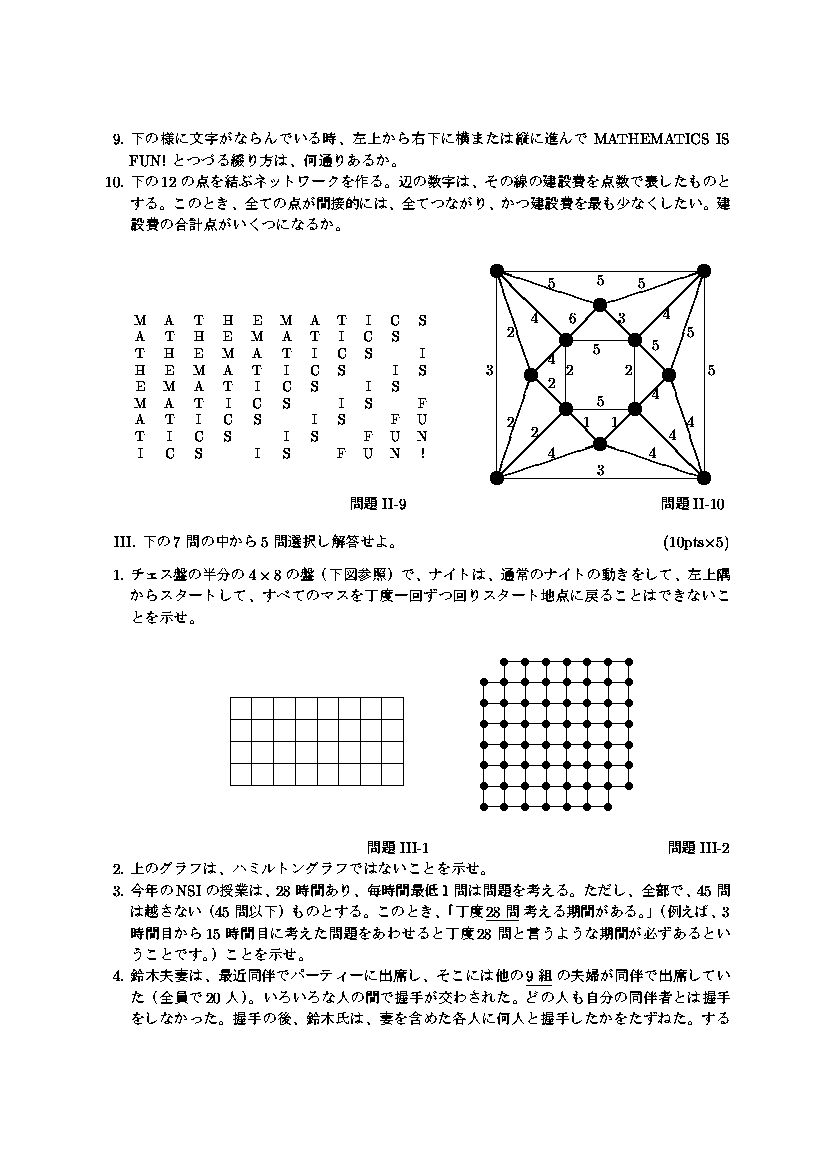 9. 下の様に文字がならんでいる時、左上から右下に横または縦に進んで MATHEMATICS IS
FUN! とつづる綴り方は、何通りあるか。
10. 下の12 の点を結ぶネットワークを作る。辺の数字は、その線の建設費を点数で表したものと
する。このとき、全ての点が間接的には、全てつながり、かつ建設費を最も少なくしたい。建
設費の合計点がいくつになるか。
M A T H E M A T I C S
A T H E M A T I C S
T H E M A T I C S I
H E M A T I C S I S
E M A T I C S I S
M A T I C S I S F
A T I C S I S F U
T I C S I S F U N
I C S I S F U N !
5 5 5
4 6 3 4
2 5 5 5
4
3 2 2 2 5
5 4
2 2 1 1 4 4
4 4
3
問題 II-9
問題 II-10
III. 下の7 問の中から5 問選択し解答せよ。 (10pts×5)
1. チェス盤の半分の 4 × 8 の盤（下図参照）で、ナイトは、通常のナイトの動きをして、左上隅
からスタートして、すべてのマスを丁度一回ずつ回りスタート地点に戻ることはできないこ
とを示せ。
問題 III-1
問題 III-2
2. 上のグラフは、ハミルトングラフではないことを示せ。
3. 今年のNSI の授業は、28 時間あり、毎時間最低1 問は問題を考える。ただし、全部で、45 問
は越さない（45 問以下）ものとする。このとき、「丁度28 問考える期間がある。」（例えば、3
時間目から 15 時間目に考えた問題をあわせると丁度28 問と言うような期間が必ずあるとい
うことです。）ことを示せ。
4. 鈴木夫妻は、最近同伴でパーティーに出席し、そこには他の9 組 の夫婦が同伴で出席してい
た（全員で20 人）。いろいろな人の間で握手が交わされた。どの人も自分の同伴者とは握手
をしなかった。握手の後、鈴木氏は、妻を含めた各人に何人と握手したかをたずねた。する